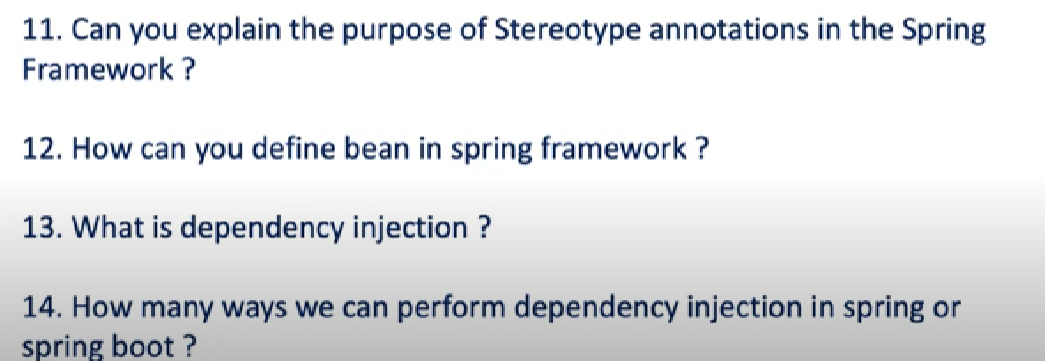 11. Can you explain the purpose of Stereotype annotations in the Spring
Framework ?
12. How can you define bean in spring framework ?
13. What is dependency injection ?
14. How many ways we can perform dependency injection in spring or
spring boot ?